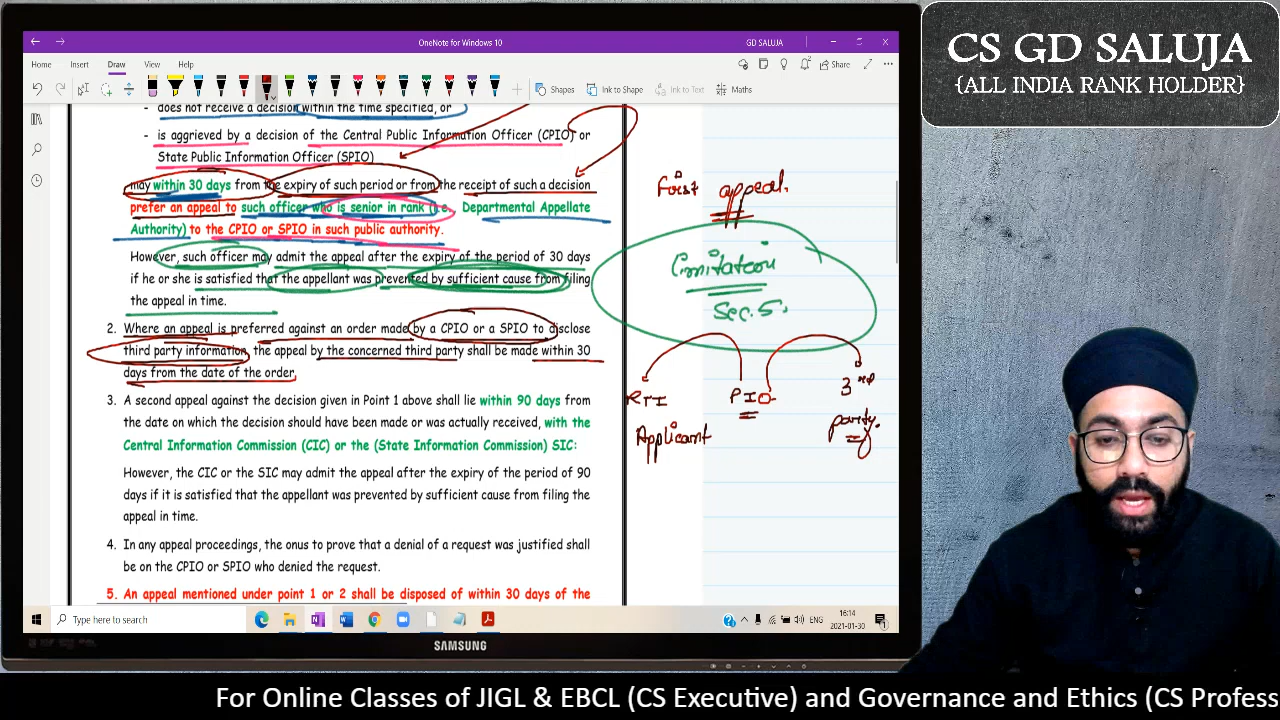 OneNote for Windows 10
GD SALUJA
Home Insert Draw View Help
Share
Shapes Ink to Shape Ink to Text Maths
- does not receive a decision within the time specified, or
- is aggrieved by a decision of the Central Public Information Officer (CPIO) or
State Public Information Officer (SPIO)
may within 30 days from the expiry of such period or from the receipt of such a decision
prefer an appeal to such officer who is senior in rank (i.e. Departmental Appellate
Authority) to the CPIO or SPIO in such public authority.
However, such officer may admit the appeal after the expiry of the period of 30 days
if he or she is satisfied that the appellant was prevented by sufficient cause from filing
the appeal in time.
2. Where an appeal is preferred against an order made by a CPIO or a SPIO to disclose
third party information, the appeal by the concerned third party shall be made within 30
days from the date of the order.
3. A second appeal against the decision given in Point 1 above shall lie within 90 days from
the date on which the decision should have been made or was actually received, with the
Central Information Commission (CIC) or the (State Information Commission) SIC:
However, the CIC or the SIC may admit the appeal after the expiry of the period of 90
days if it is satisfied that the appellant was prevented by sufficient cause from filing the
appeal in time.
4. In any appeal proceedings, the onus to prove that a denial of a request was justified shall
be on the CPIO or SPIO who denied the request.
5. An appeal mentioned under point 1 or 2 shall be disposed of within 30 days of the
First appeal.
Limitation
Sec. 5.
RTI PIO 3rd
Applicant party.
Type here to search
ENG
16:14
2021-01-30
SAMSUNG
CS GD SALUJA
{ALL INDIA RANK HOLDER}
For Online Classes of JIGL & EBCL (CS Executive) and Governance and Ethics (CS Profess